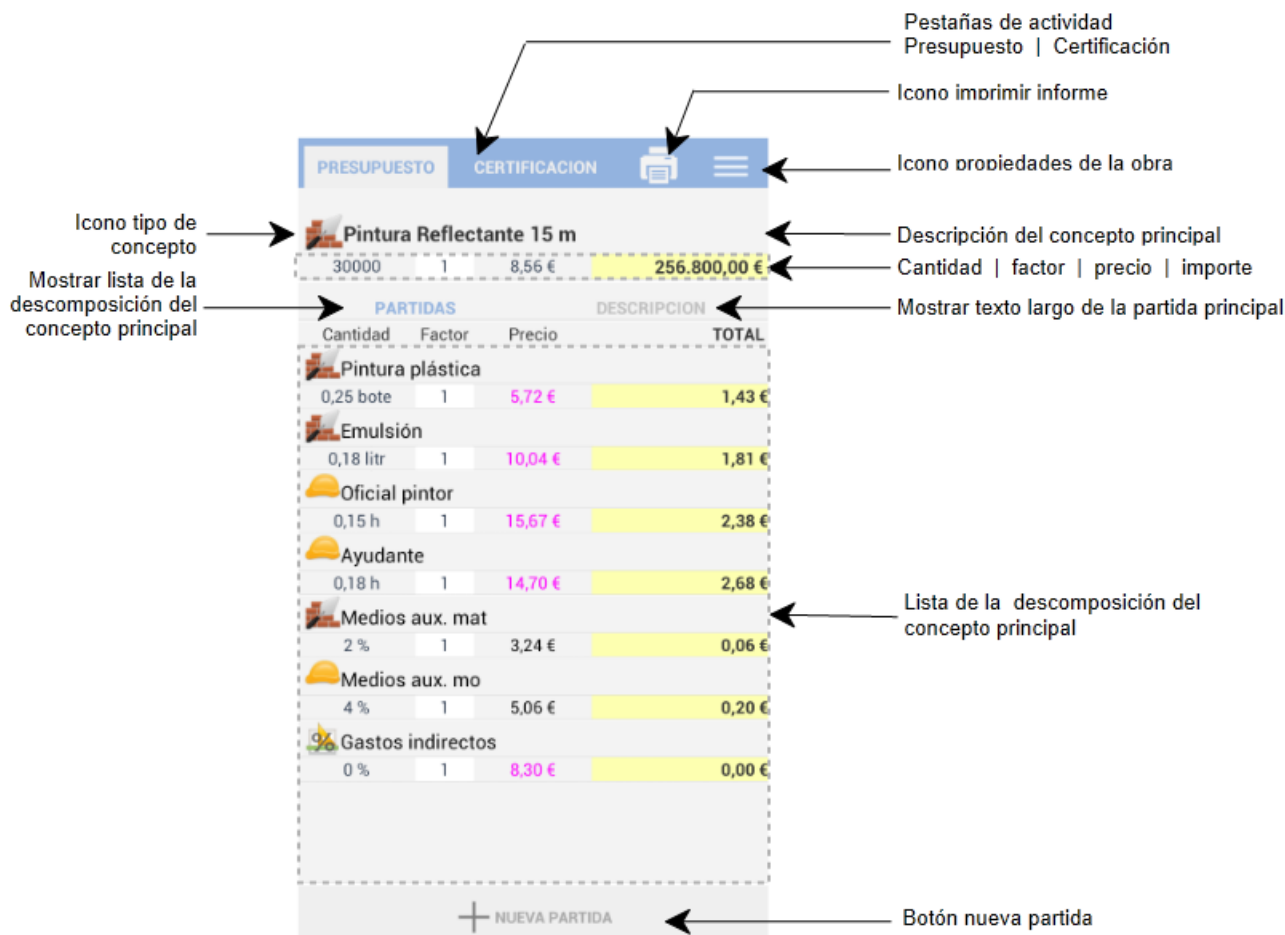 Pestañas de actividad
Presupuesto | Certificación
Icono imprimir informe
PRESUPUESTO CERTIFICACION
Icono propiedades de la obra
Icono tipo de
concepto
Pintura Reflectante 15 m
Descripción del concepto principal
30000 1 8,56 € 256.800,00 €
Cantidad | factor | precio | importe
Mostrar lista de la
descomposición del
concepto principal
PARTIDAS DESCRIPCION
Mostrar texto largo de la partida principal
Cantidad Factor Precio TOTAL
Pintura plástica
0,25 bote 1 5,72 € 1,43 €
Emulsión
0,18 litr 1 10,04 € 1,81 €
Oficial pintor
0,15 h 1 15,67 € 2,38 €
Ayudante
0,18 h 1 14,70 € 2,68 €
Lista de la descomposición del
concepto principal
Medios aux. mat
2 % 1 3,24 € 0,06 €
Medios aux. mo
4 % 1 5,06 € 0,20 €
% Gastos indirectos
0 % 1 8,30 € 0,00 €
NUEVA PARTIDA
Botón nueva partida